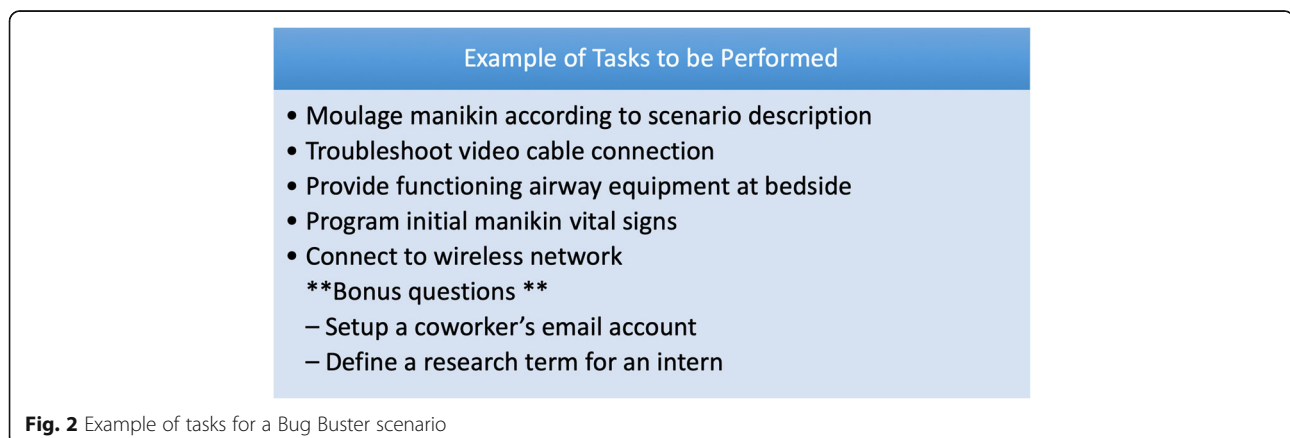 Example of Tasks to be Performed
• Moulage manikin according to scenario description
• Troubleshoot video cable connection
• Provide functioning airway equipment at bedside
• Program initial manikin vital signs
• Connect to wireless network
**Bonus questions **
– Setup a coworker’s email account
– Define a research term for an intern
Fig. 2 Example of tasks for a Bug Buster scenario